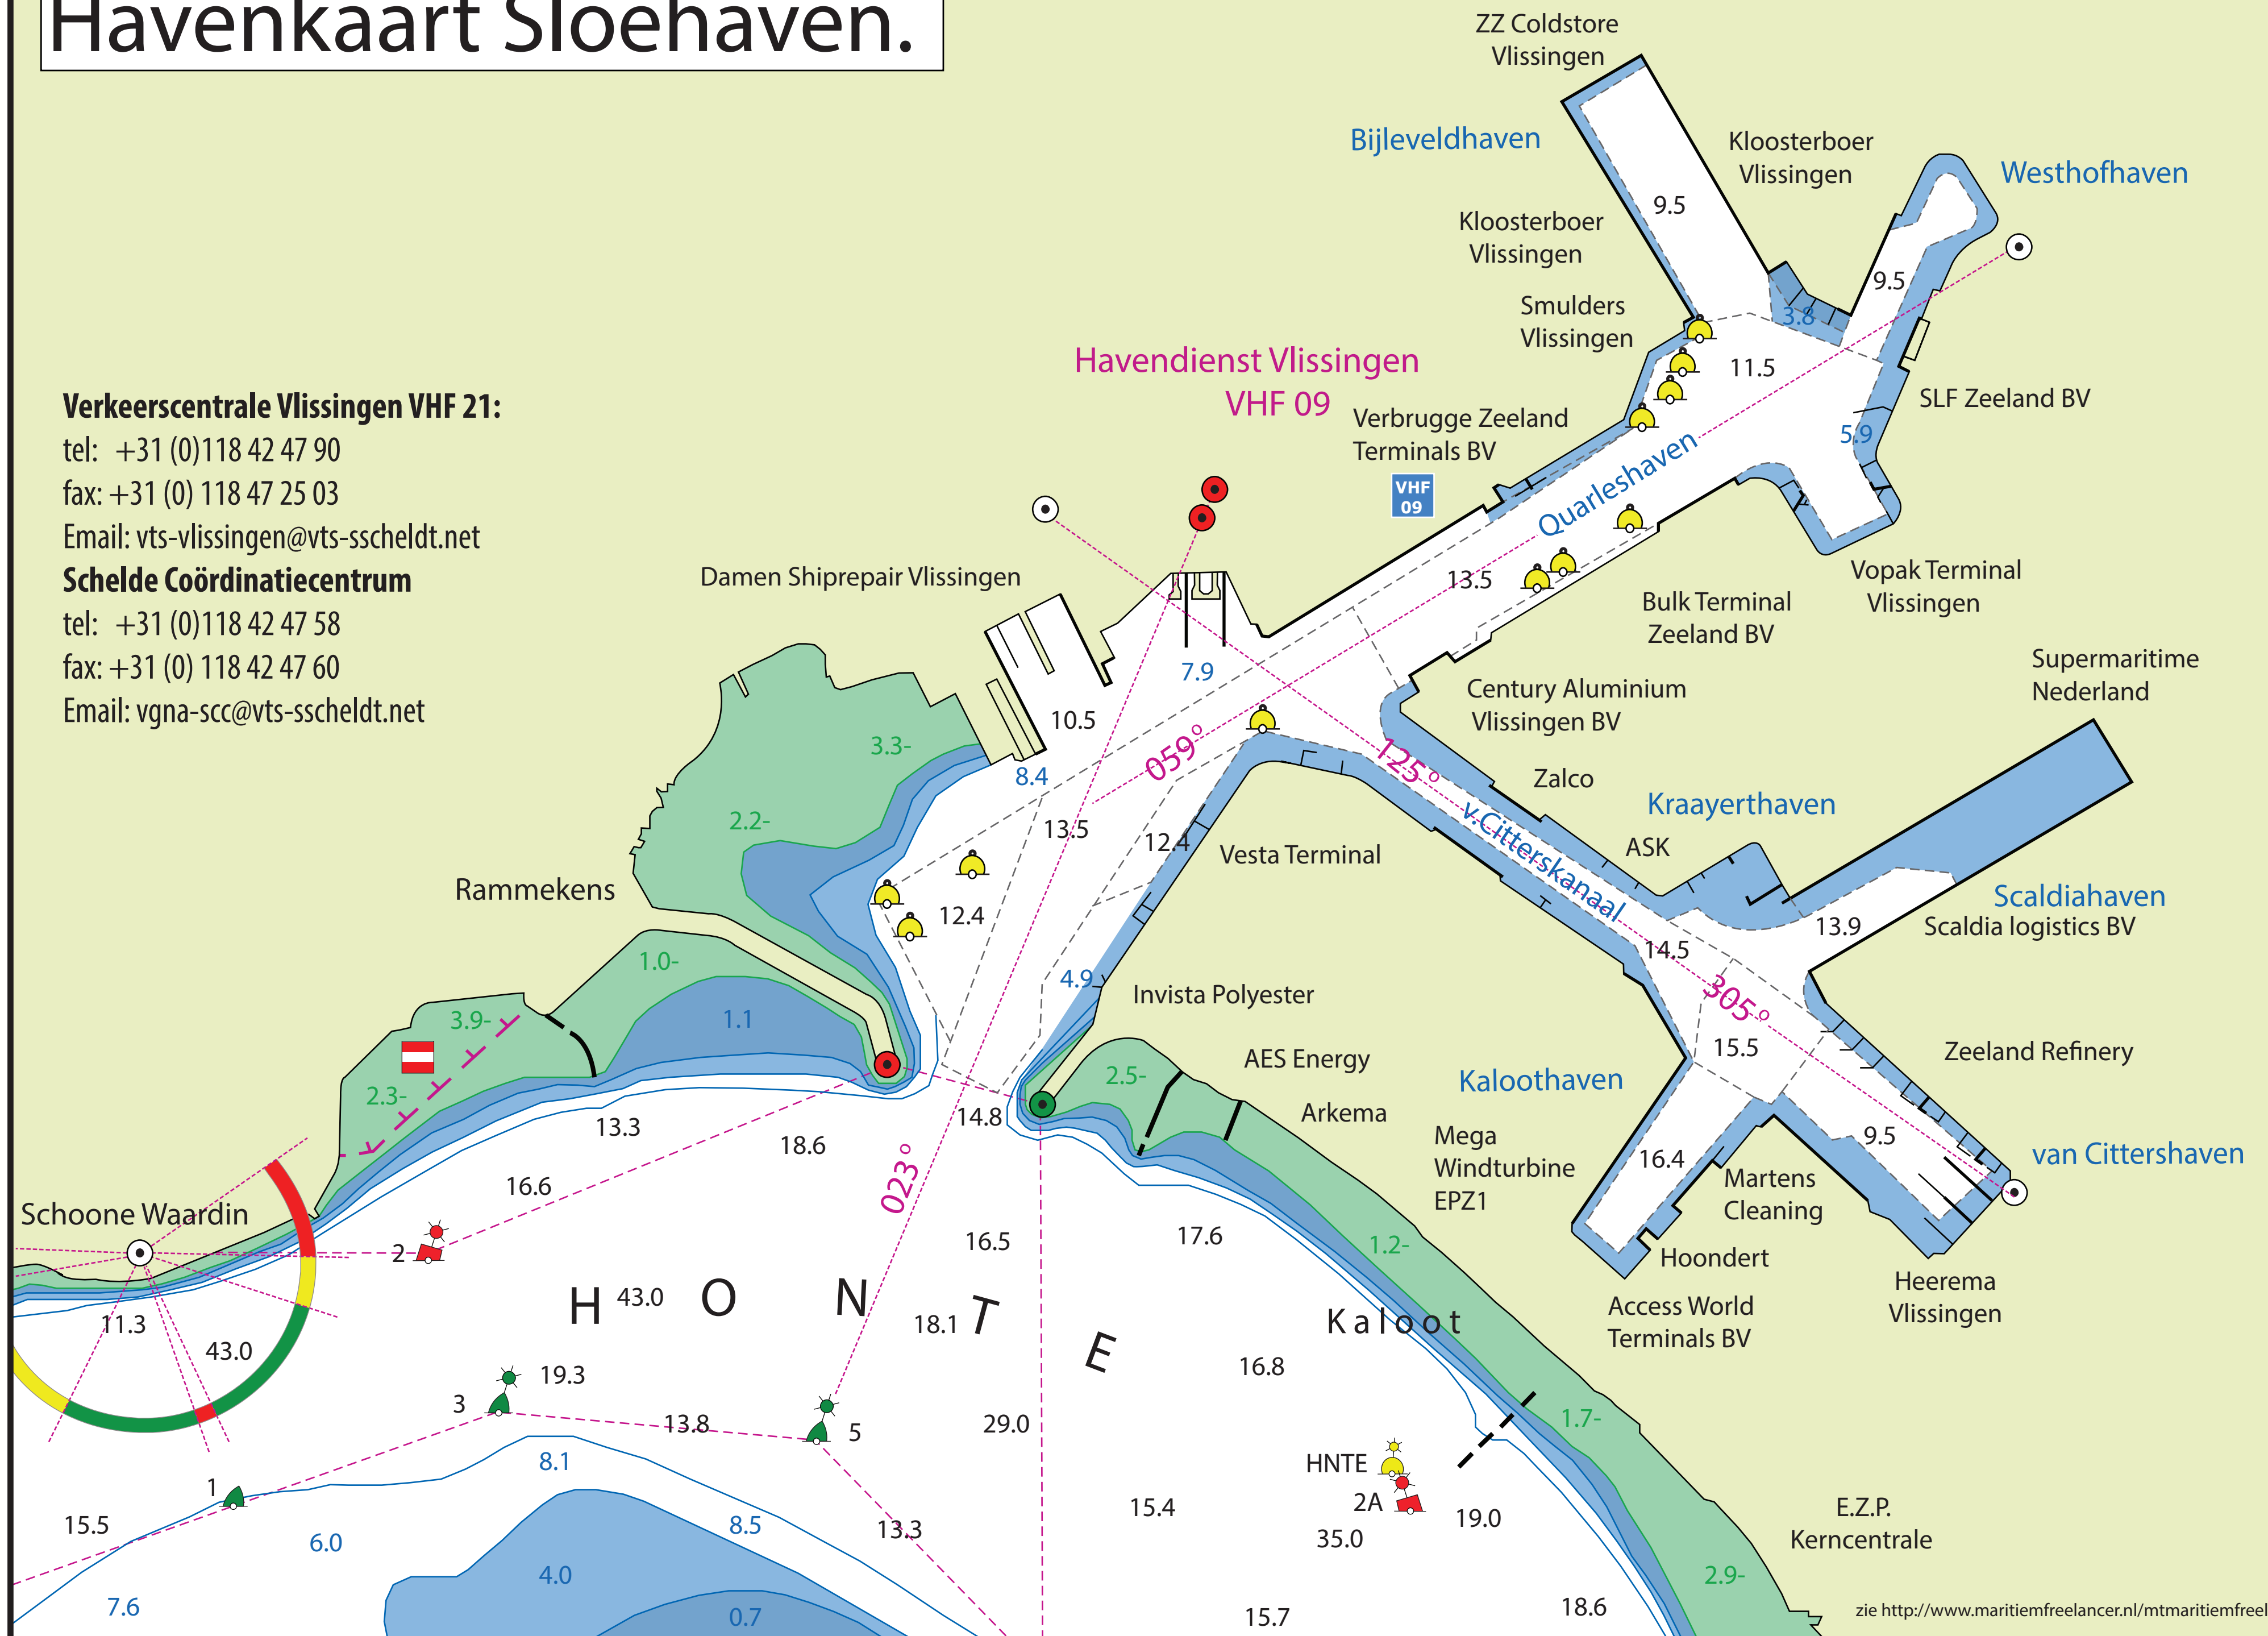 Havenkaart Sloehaven.
Verkeerscentrale Vlissingen VHF 21:
tel: +31 (0)118 42 47 90
fax: +31 (0) 118 47 25 03
Email: vts-vlissingen@vts-sscheldt.net
Schelde Coördinatiecentrum
tel: +31 (0)118 42 47 58
fax: +31 (0) 118 42 47 60
Email: vgna-scc@vts-sscheldt.net
ZZ Coldstore
Vlissingen
Bijleveldhaven
Kloosterboer
Vlissingen
Westhofhaven
9.5
Kloosterboer
Vlissingen
9.5
Smulders
Vlissingen
3.8
11.5
Havendienst Vlissingen
VHF 09
SLF Zeeland BV
Verbrugge Zeeland
Terminals BV
5.9
VHF
09
Quarleshaven
13.5
Damen Shiprepair Vlissingen
Vopak Terminal
Vlissingen
Bulk Terminal
Zeeland BV
7.9
Supermaritime
Nederland
Century Aluminium
Vlissingen BV
10.5
3.3-
059°
125°
8.4
Zalco
Kraayerthaven
2.2-
13.5
12.4
v.Citterskanaal
Vesta Terminal
ASK
Rammekens
12.4
Scaldiahaven
Scaldia logistics BV
13.9
14.5
1.0-
4.9
Invista Polyester
305°
3.9-
1.1
15.5
Zeeland Refinery
AES Energy
2.5-
Kaloothaven
2.3-
14.8
Arkema
13.3
18.6
Mega
Windturbine
EPZ1
9.5
16.4
van Cittershaven
023°
16.6
Martens
Cleaning
Schoone Waardin
2
16.5
17.6
1.2-
Hoondert
H O N T E
43.0
Heerema
Vlissingen
Access World
Terminals BV
11.3
43.0
18.1
Kaloot
19.3
16.8
3
13.8
5
29.0
1.7-
8.1
HNTE
1
2A
15.5
15.4
19.0
E.Z.P.
Kerncentrale
6.0
8.5
13.3
35.0
4.0
2.9-
7.6
0.7
15.7
18.6
zie http://www.maritiemfreelancer.nl/mtmaritiemfreel